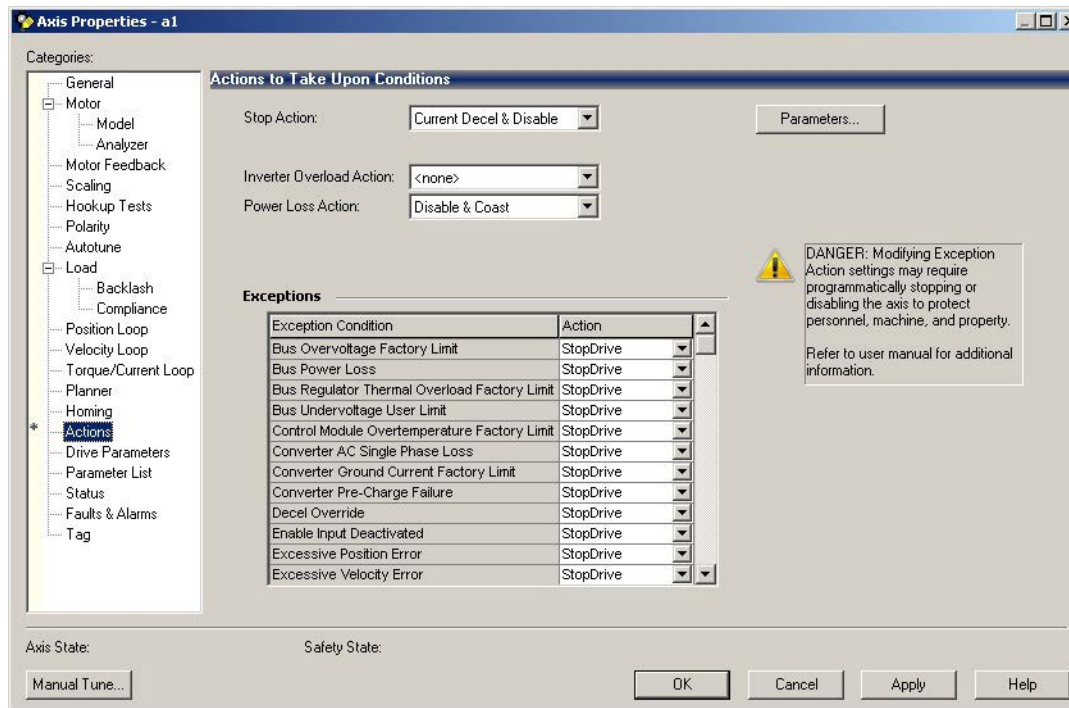 Axis Properties - a1
Categories:
General
Motor
Model
Analyzer
Motor Feedback
Scaling
Hookup Tests
Polarity
Autotune
Load
Backlash
Compliance
Position Loop
Velocity Loop
Torque/Current Loop
Planner
Homing
* Actions
Drive Parameters
Parameter List
Status
Faults & Alarms
Tag
Actions to Take Upon Conditions
Stop Action: Current Decel & Disable
Parameters...
Inverter Overload Action: <none>
Power Loss Action: Disable & Coast
DANGER: Modifying Exception
Action settings may require
programmatically stopping or
disabling the axis to protect
personnel, machine, and property.
Refer to user manual for additional
information.
Exceptions
Exception Condition Action
Bus Overvoltage Factory Limit StopDrive
Bus Power Loss StopDrive
Bus Regulator Thermal Overload Factory Limit StopDrive
Bus Undervoltage User Limit StopDrive
Control Module Overtemperature Factory Limit StopDrive
Converter AC Single Phase Loss StopDrive
Converter Ground Current Factory Limit StopDrive
Converter Pre-Charge Failure StopDrive
Decel Override StopDrive
Enable Input Deactivated StopDrive
Excessive Position Error StopDrive
Excessive Velocity Error StopDrive
Axis State: Safety State:
Manual Tune... OK Cancel Apply Help